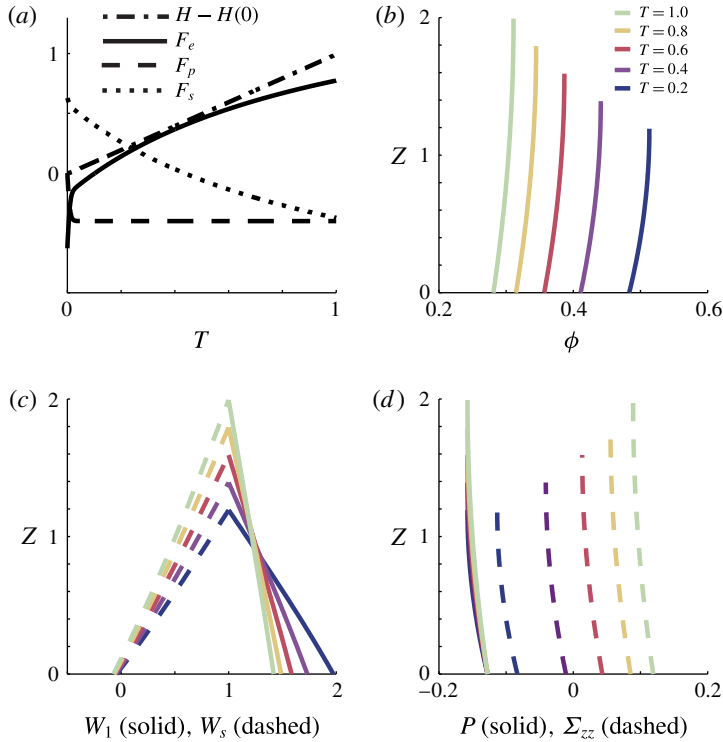 (a)
H − H(0)
F_e
F_p
F_s
1
0
0
1
T
(b)
T = 1.0
T = 0.8
T = 0.6
T = 0.4
T = 0.2
2
1
0
Z
0.2
0.4
0.6
ϕ
(c)
2
1
0
Z
0
1
2
W_1 (solid), W_s (dashed)
(d)
2
1
0
Z
−0.2
0
0.2
P (solid), Σ_zz (dashed)